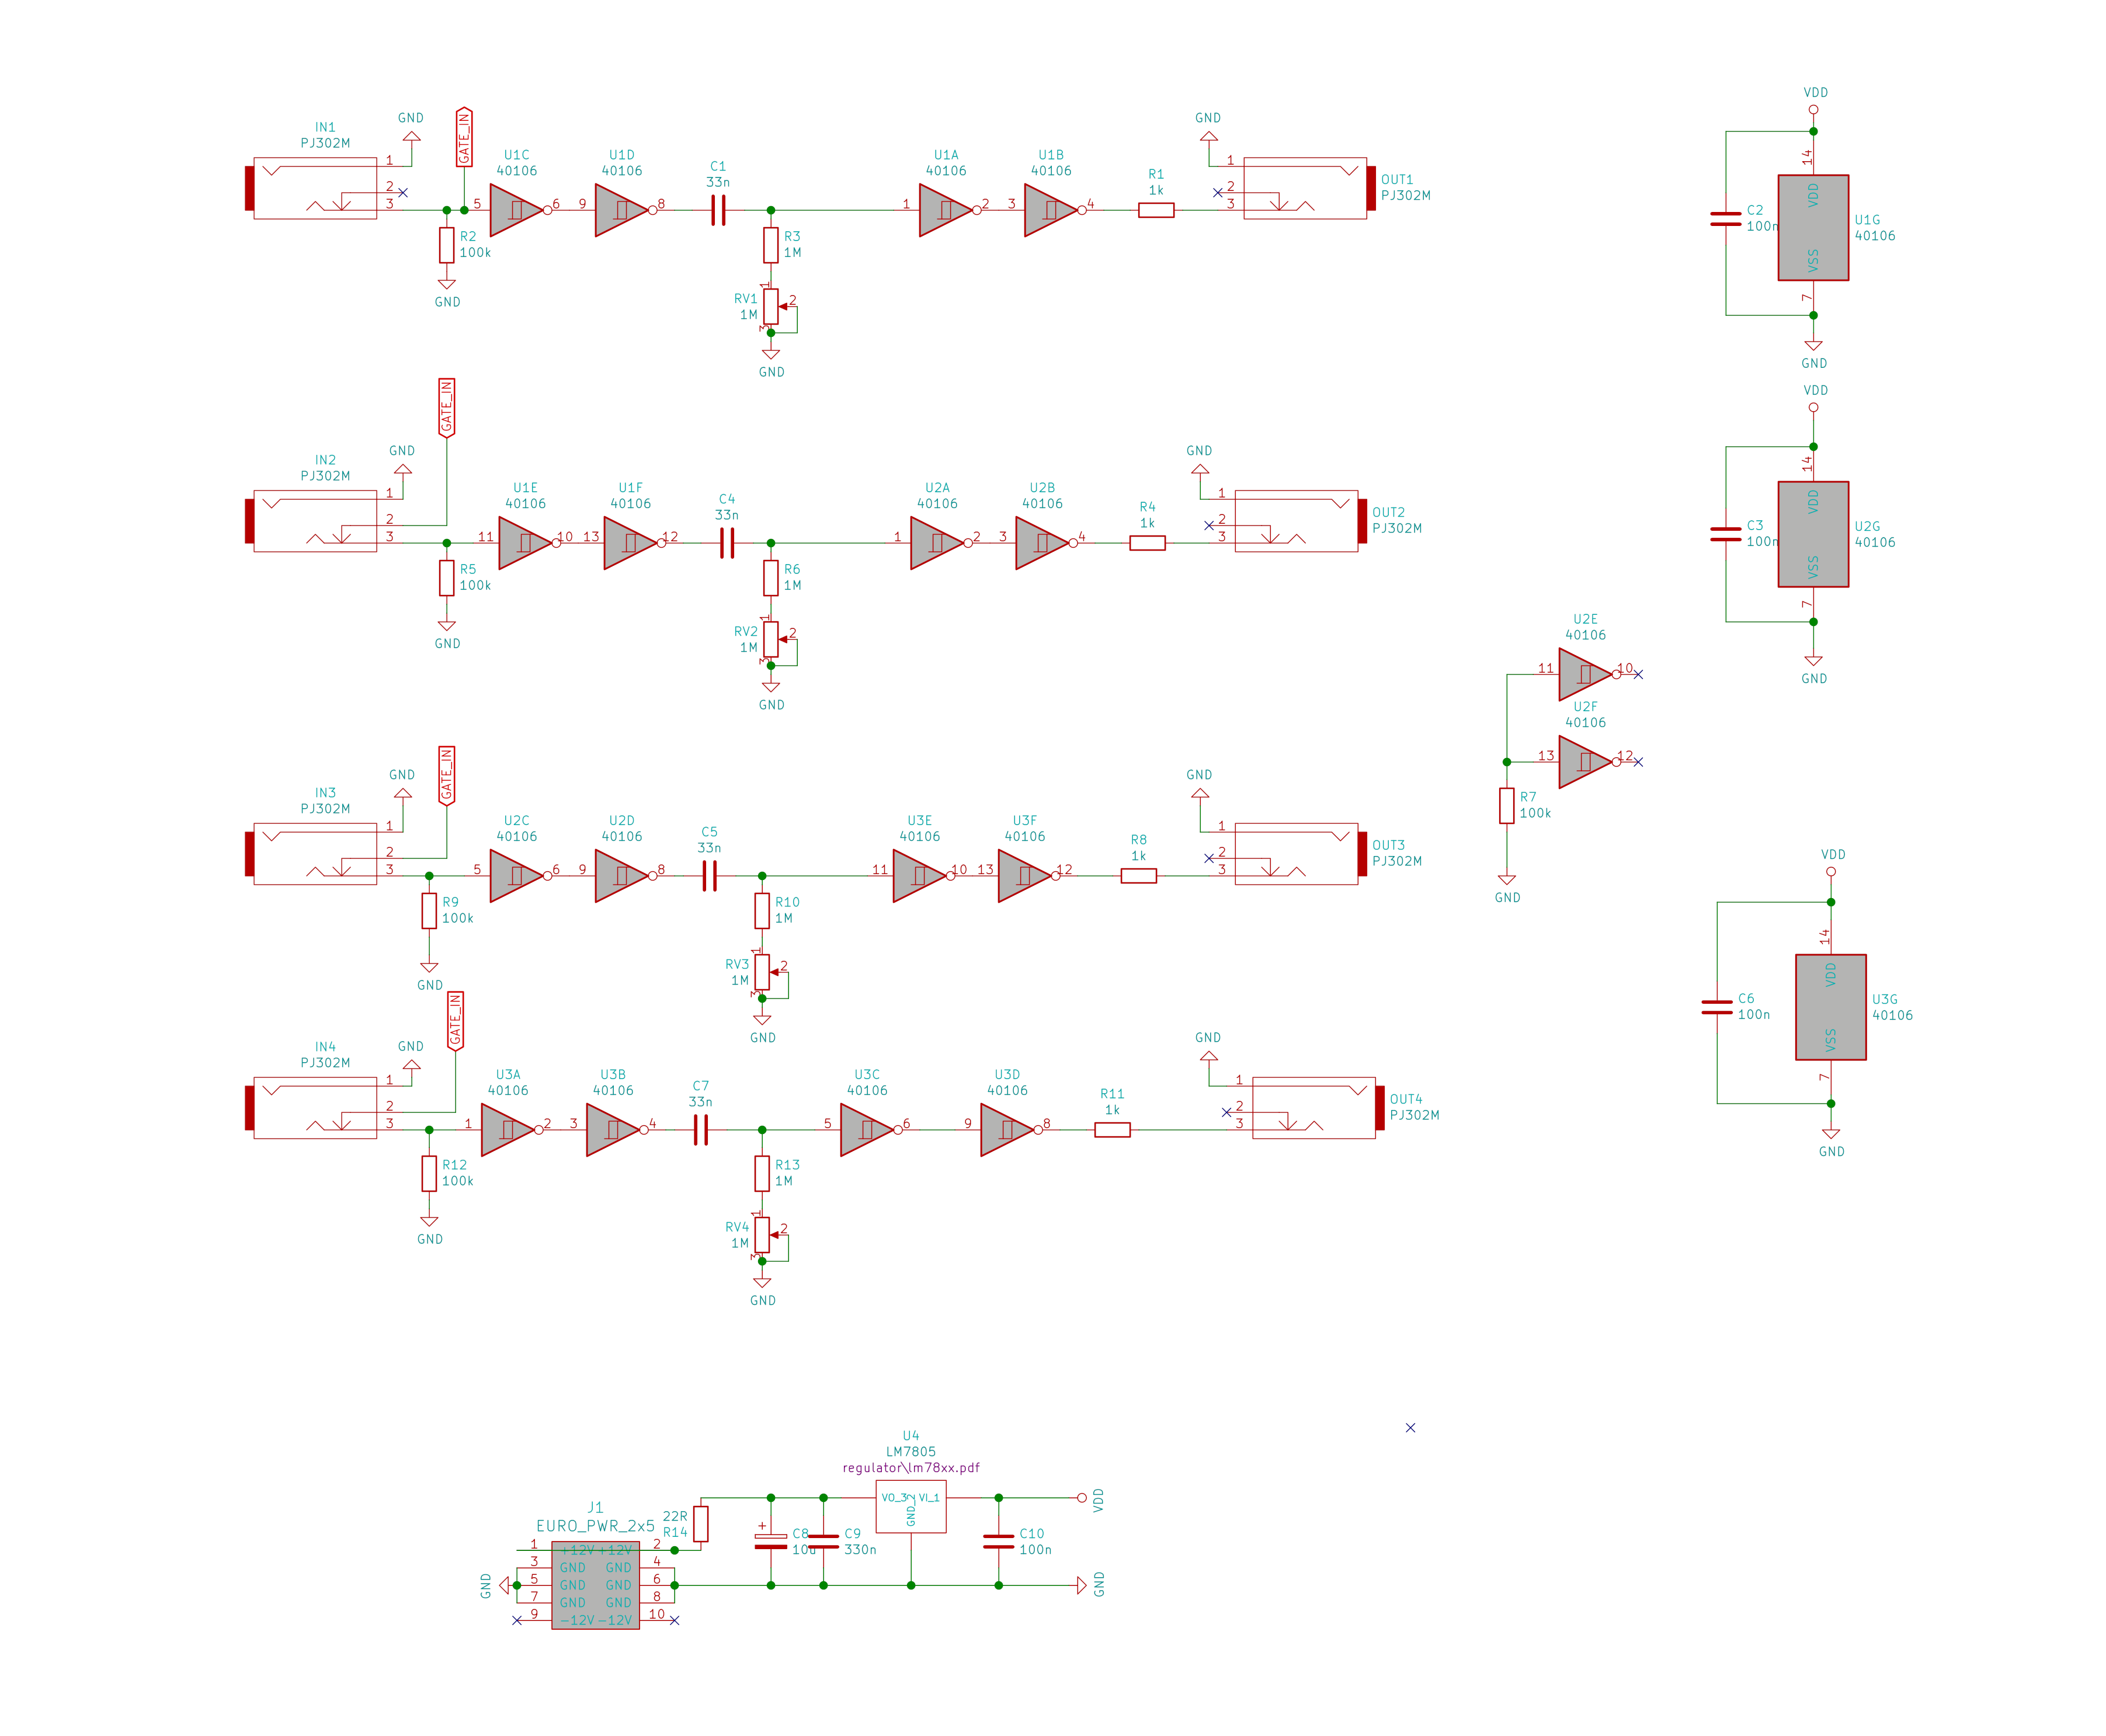 GND
GATE_IN
IN1
PJ302M
1
2
3
R2
100k
GND
U1C
40106
5
6
U1D
40106
9
8
C1
33n
R3
1M
RV1
1M
1
2
3
GND
U1A
40106
1
2
U1B
40106
3
4
R1
1k
GND
1
2
3
OUT1
PJ302M
VDD
14
VDD
C2
100n
U1G
40106
VSS
7
GND
GATE_IN
GND
IN2
PJ302M
1
2
3
R5
100k
GND
U1E
40106
11
10
U1F
40106
13
12
C4
33n
R6
1M
RV2
1M
1
2
3
GND
U2A
40106
1
2
U2B
40106
3
4
R4
1k
GND
1
2
3
OUT2
PJ302M
VDD
14
VDD
C3
100n
U2G
40106
VSS
7
GND
U2E
40106
11
10
U2F
40106
13
12
R7
100k
GND
GATE_IN
GND
IN3
PJ302M
1
2
3
R9
100k
GND
U2C
40106
5
6
U2D
40106
9
8
C5
33n
R10
1M
RV3
1M
1
2
3
GND
U3E
40106
11
10
U3F
40106
13
12
R8
1k
GND
1
2
3
OUT3
PJ302M
VDD
14
VDD
C6
100n
U3G
40106
VSS
7
GND
GATE_IN
GND
IN4
PJ302M
1
2
3
R12
100k
GND
U3A
40106
1
2
U3B
40106
3
4
C7
33n
R13
1M
RV4
1M
1
2
3
GND
U3C
40106
5
6
U3D
40106
9
8
R11
1k
GND
1
2
3
OUT4
PJ302M
U4
LM7805
regulator\lm78xx.pdf
VO_3
VI_1
GND_2
VDD
J1
EURO_PWR_2x5
22R
R14
C8
10u
C9
330n
C10
100n
GND
GND
1 +12V +12V 2
3 GND GND 4
5 GND GND 6
7 GND GND 8
9 -12V -12V 10